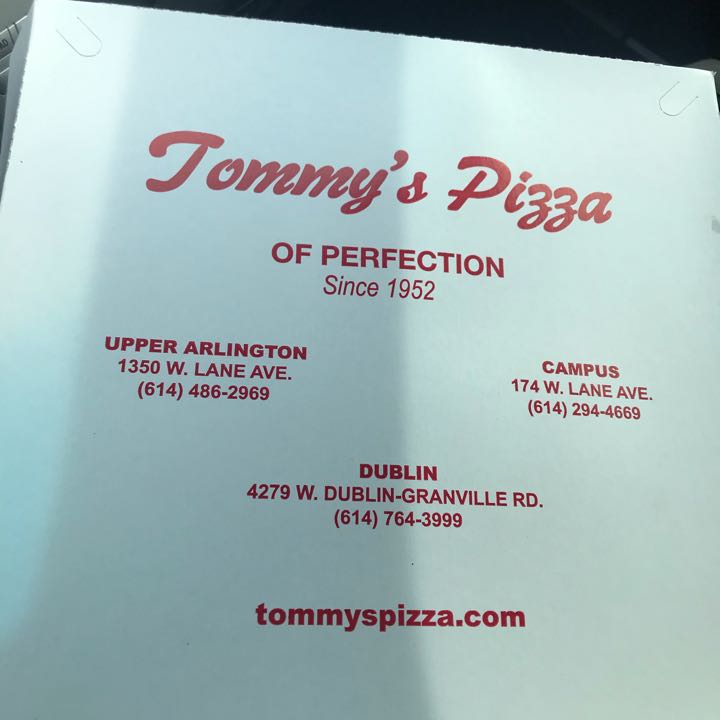 Tommy's Pizza
OF PERFECTION
Since 1952
UPPER ARLINGTON
1350 W. LANE AVE.
(614) 486-2969
CAMPUS
174 W. LANE AVE.
(614) 294-4669
DUBLIN
4279 W. DUBLIN-GRANVILLE RD.
(614) 764-3999
tommyspizza.com